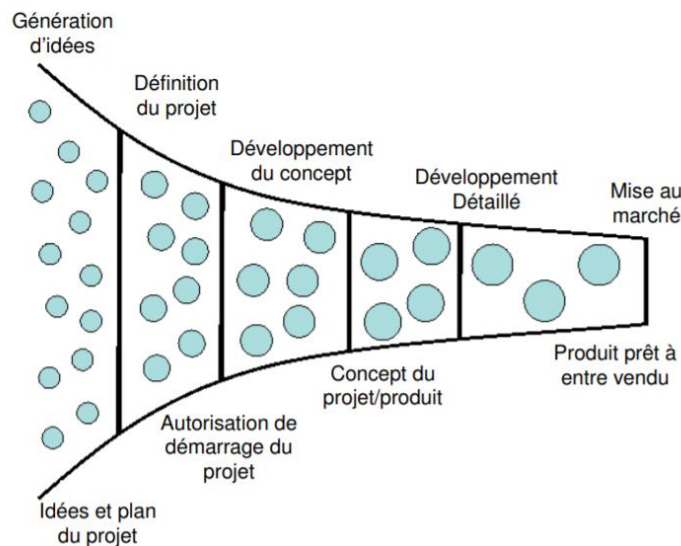 Génération
d'idées
Définition
du projet
Développement
du concept
Développement
Détaillé
Mise au
marché
Produit prêt à
entre vendu
Concept du
projet/produit
Autorisation de
démarrage du
projet
Idées et plan
du projet